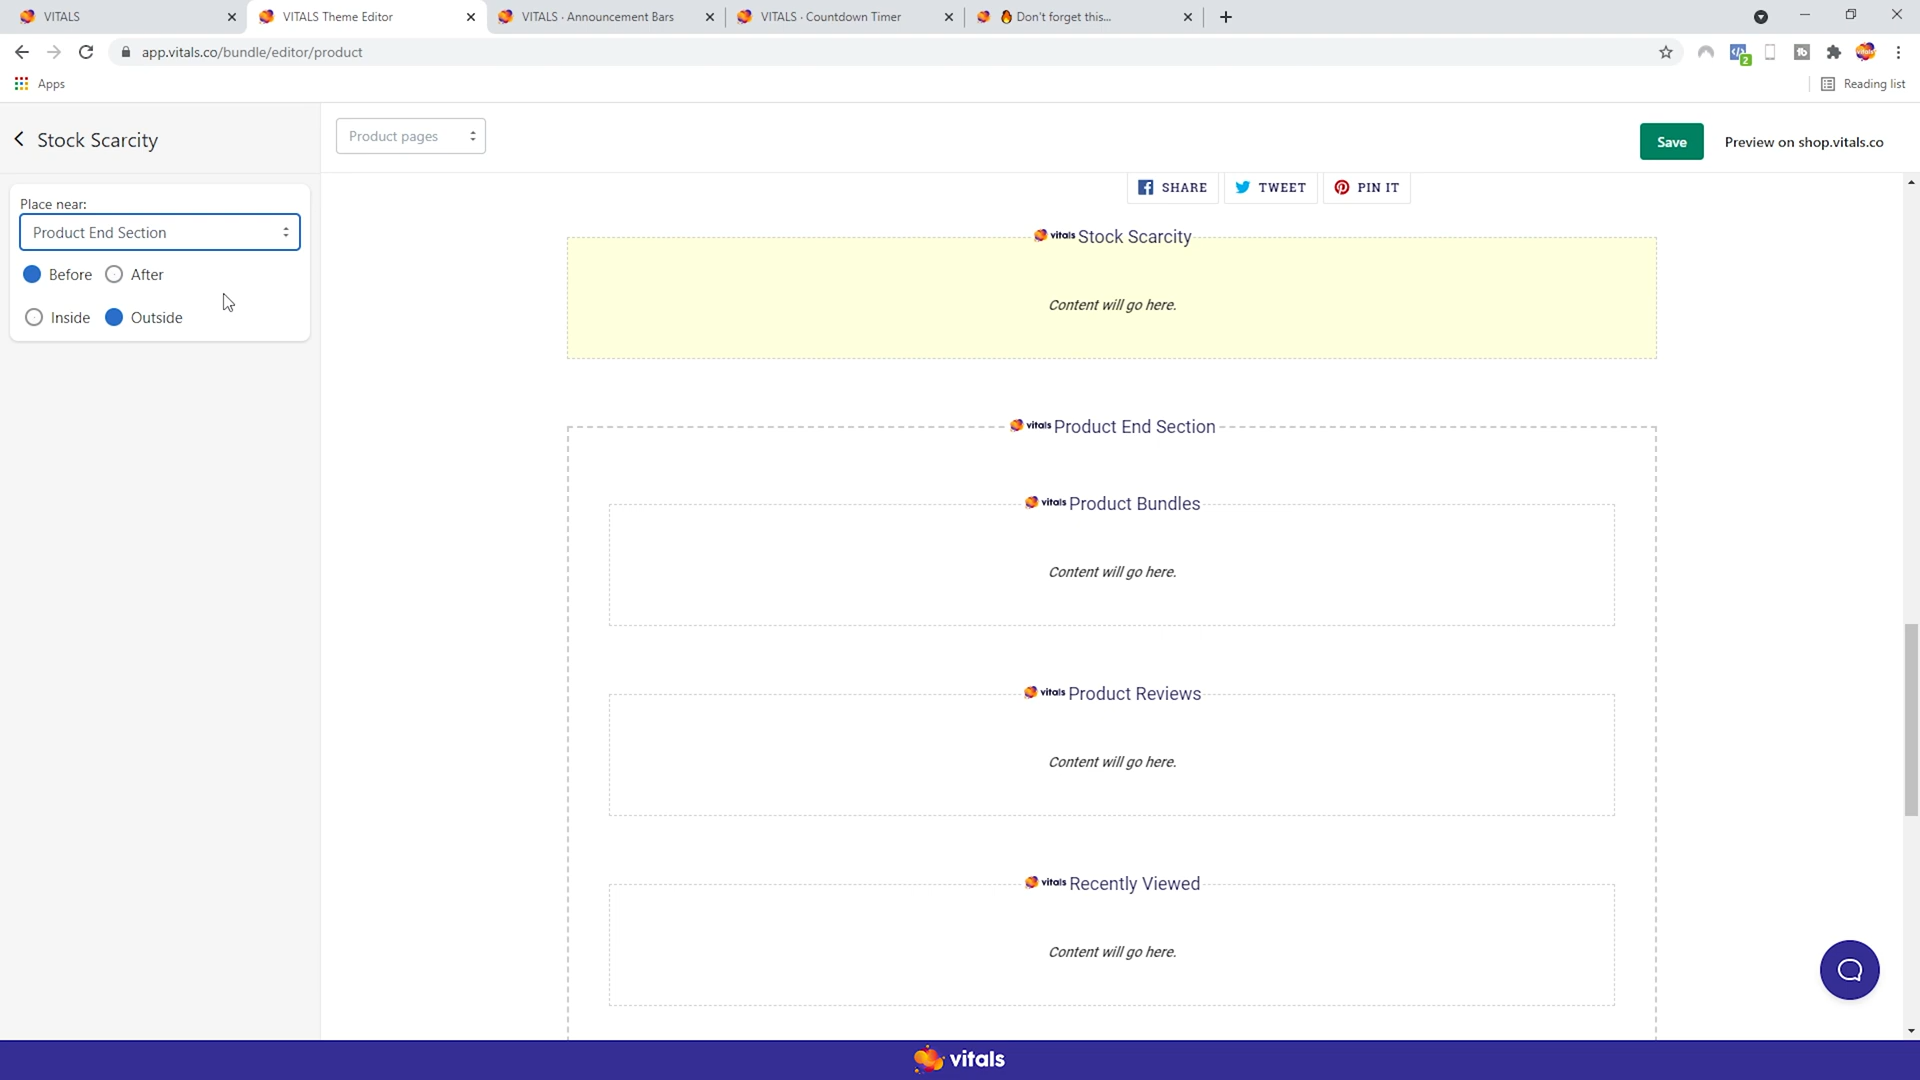 VITALS
VITALS Theme Editor
VITALS · Announcement Bars
VITALS · Countdown Timer
🔥 Don't forget this...
app.vitals.co/bundle/editor/product
2
Apps
Reading list
Stock Scarcity
Product pages
Save
Preview on shop.vitals.co
SHARE
TWEET
PIN IT
Place near:
Product End Section
Before
After
Inside
Outside
vitals Stock Scarcity
Content will go here.
vitals Product End Section
vitals Product Bundles
Content will go here.
vitals Product Reviews
Content will go here.
vitals Recently Viewed
Content will go here.
vitals